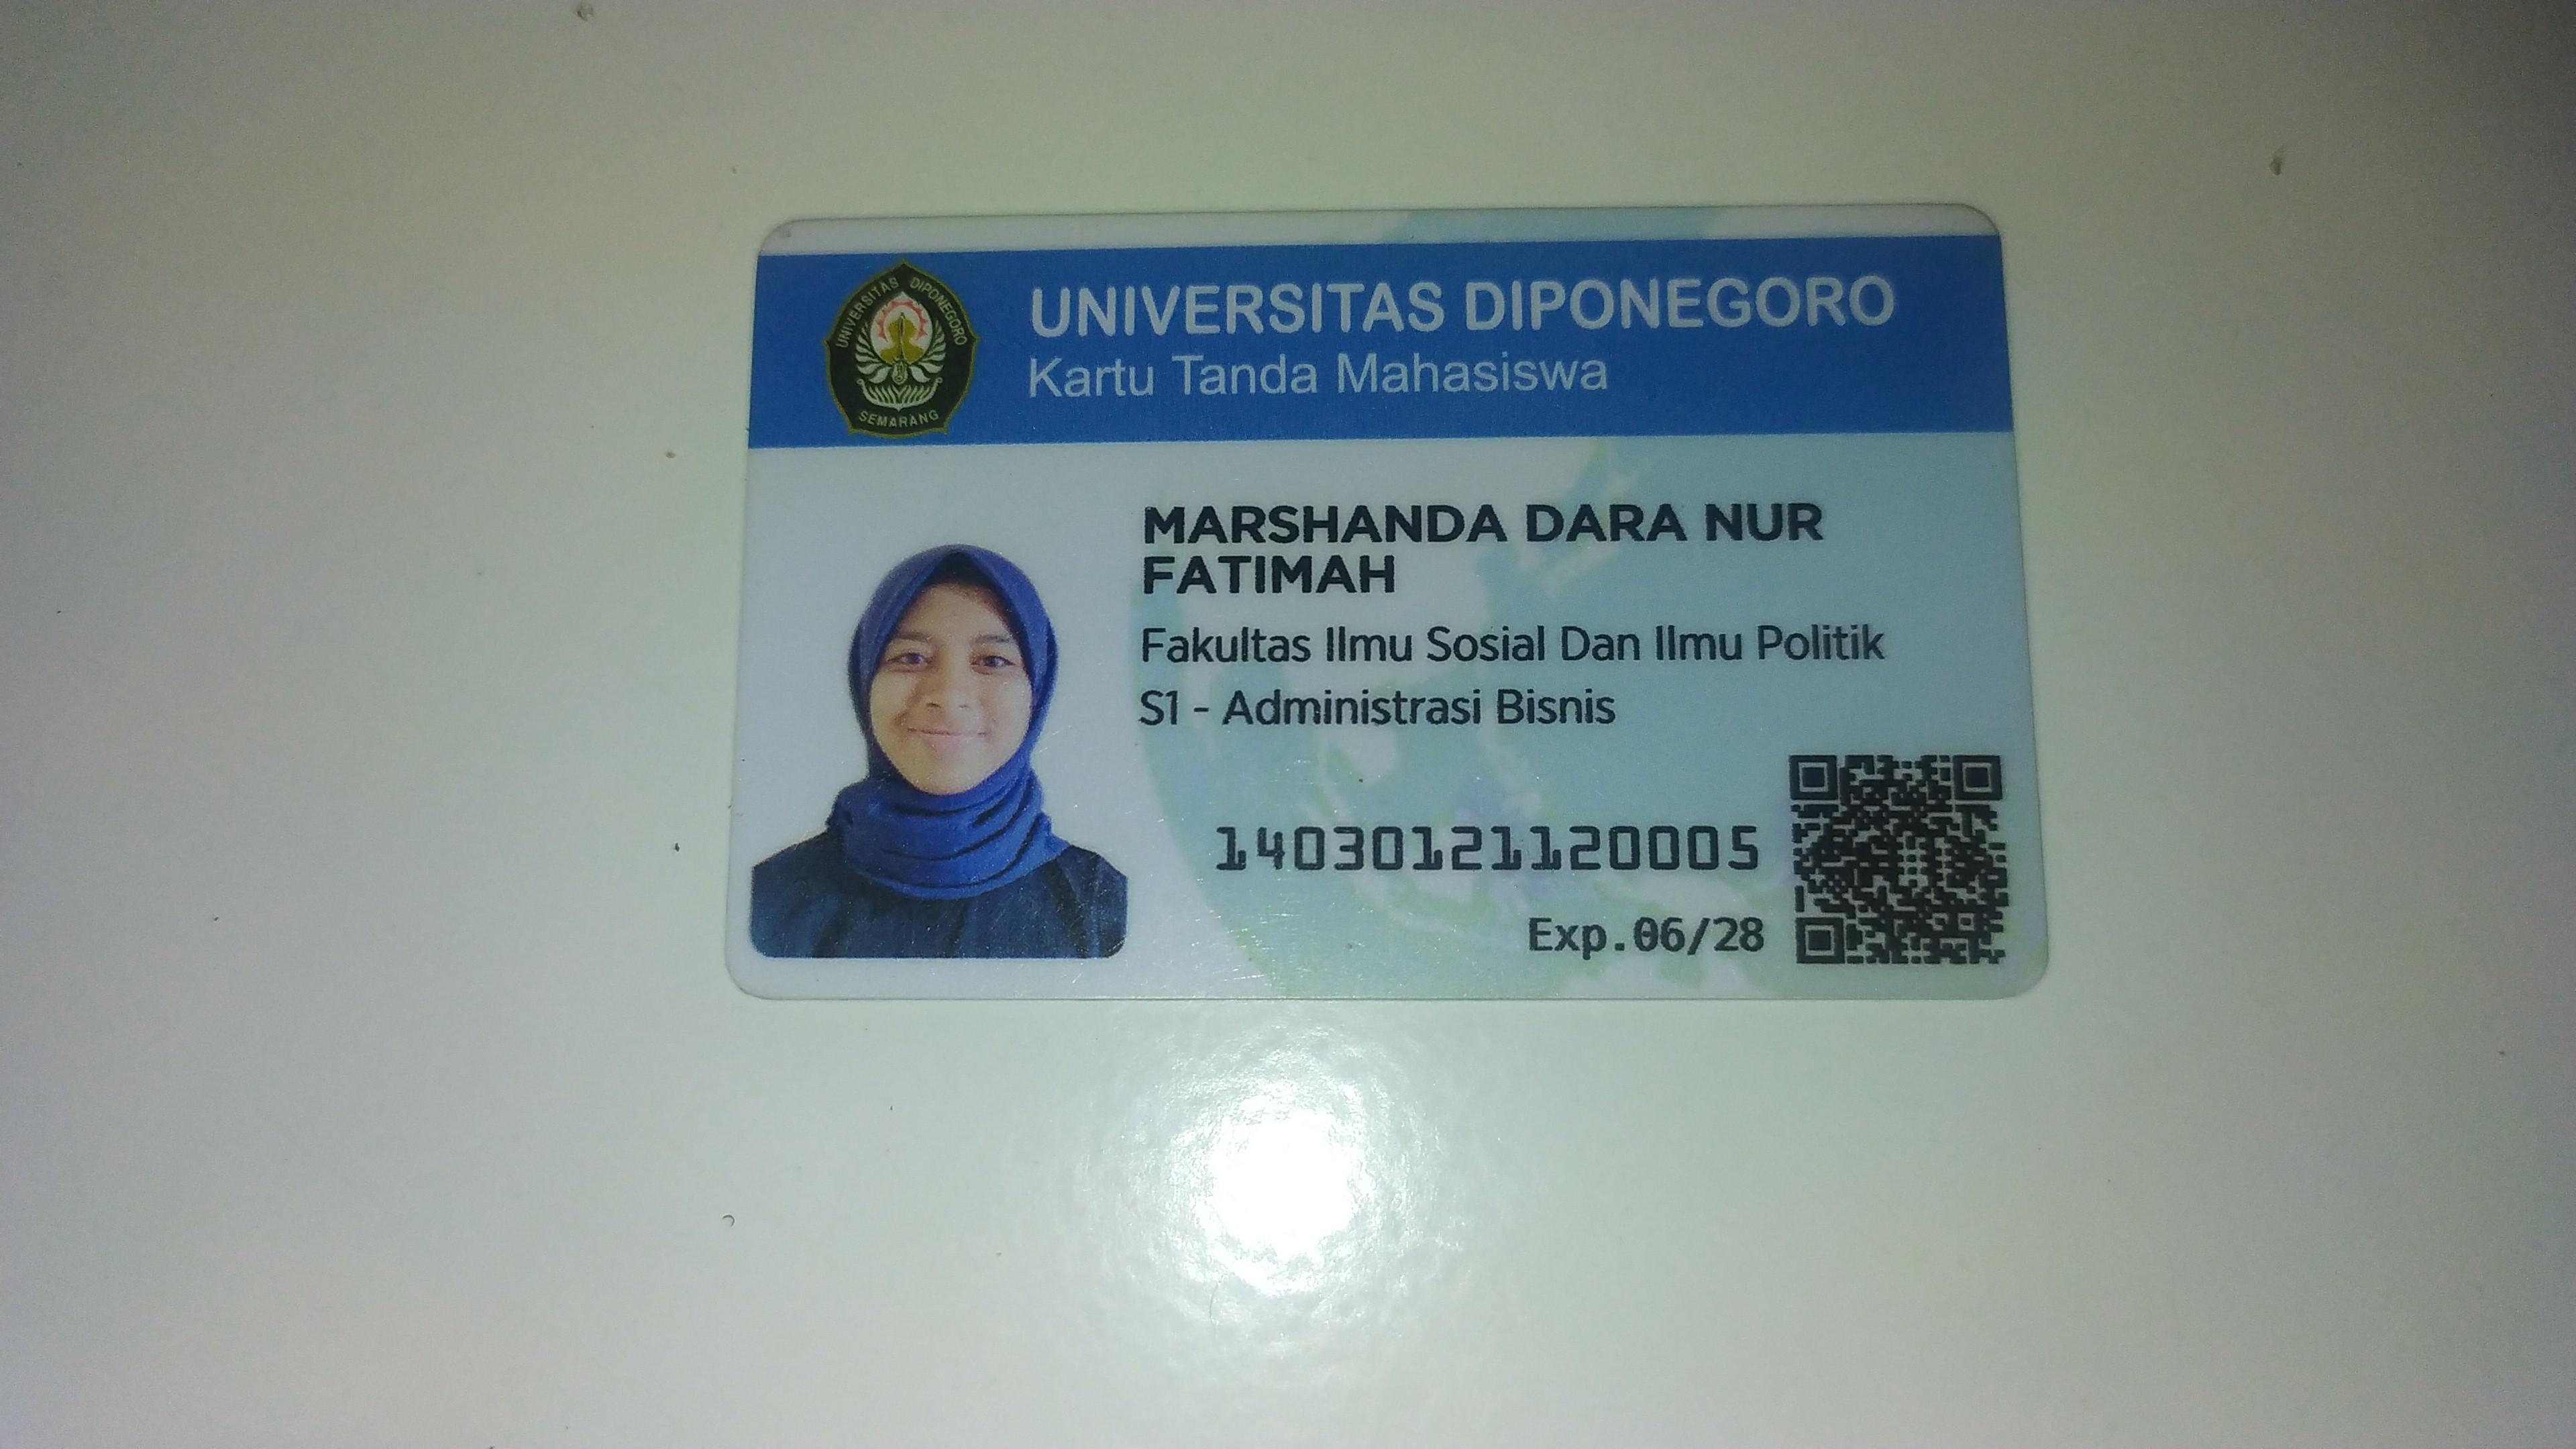 UNIVERSITAS DIPONEGORO
Kartu Tanda Mahasiswa
UNIVERSITAS DIPONEGORO
SEMARANG
MARSHANDA DARA NUR
FATIMAH
Fakultas Ilmu Sosial Dan Ilmu Politik
S1 - Administrasi Bisnis
14030121120005
Exp.06/28